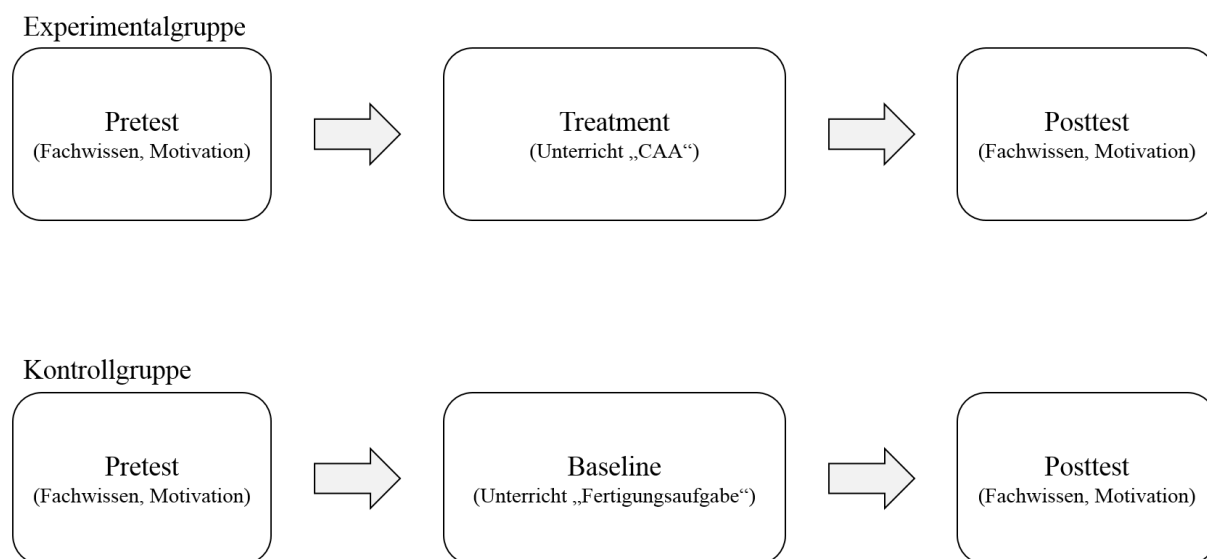 Experimentalgruppe
Pretest
(Fachwissen, Motivation)
Treatment
(Unterricht „CAA“)
Posttest
(Fachwissen, Motivation)
Kontrollgruppe
Pretest
(Fachwissen, Motivation)
Baseline
(Unterricht „Fertigungsaufgabe“)
Posttest
(Fachwissen, Motivation)